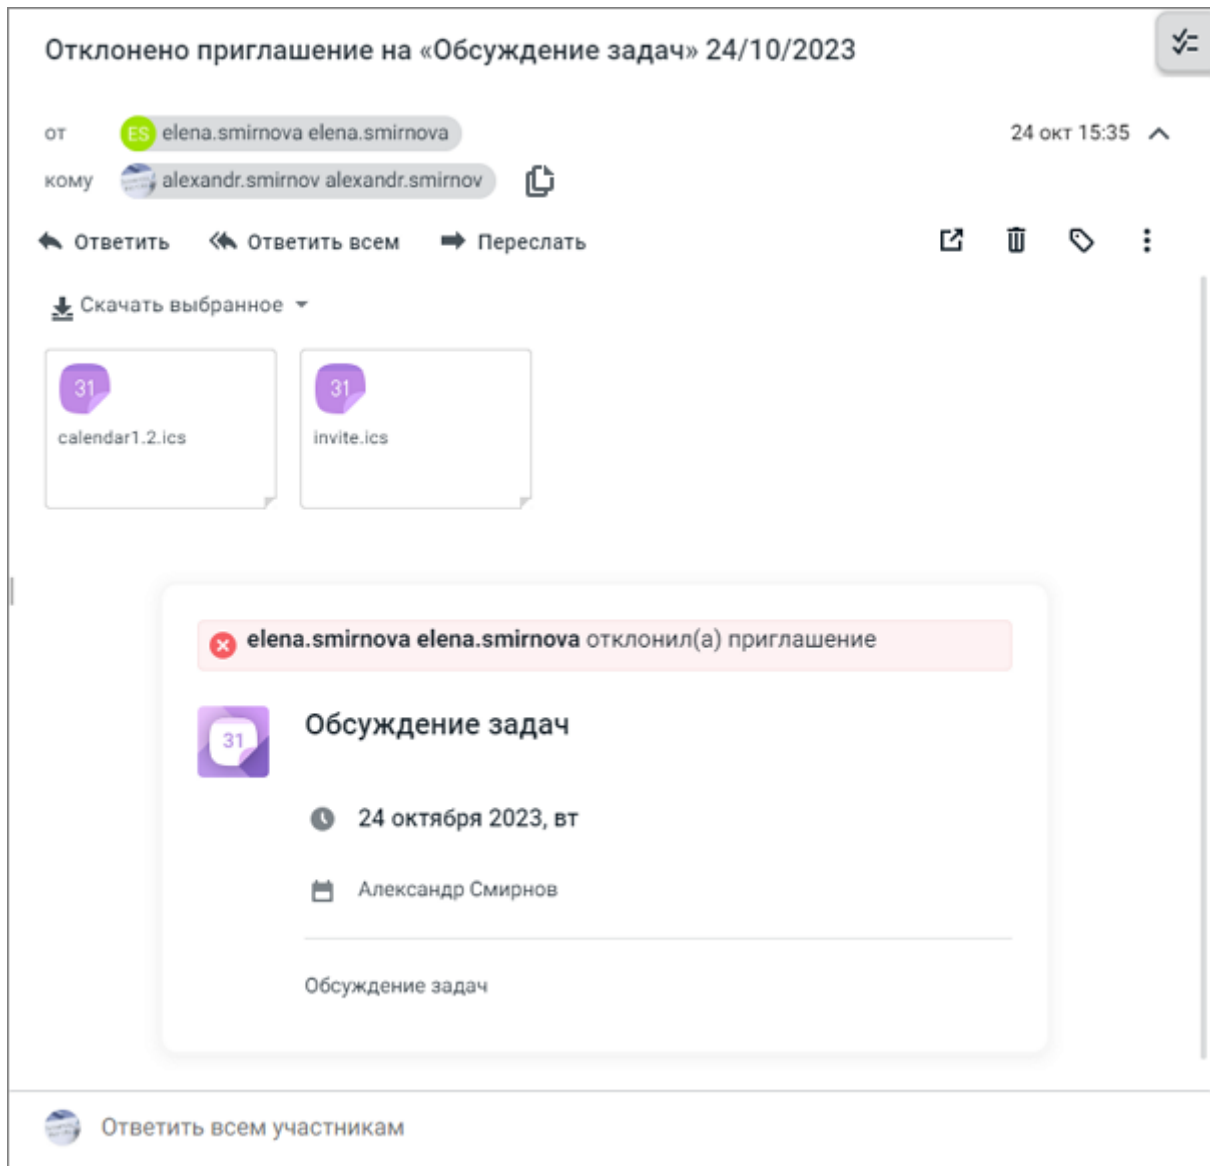 Отклонено приглашение на «Обсуждение задач» 24/10/2023
от ES elena.smirnova elena.smirnova 24 окт 15:35
кому alexandr.smirnov alexandr.smirnov
Ответить Ответить всем Переслать
Скачать выбранное
31 31
calendar1.2.ics invite.ics
elena.smirnova elena.smirnova отклонил(а) приглашение
Обсуждение задач
31
24 октября 2023, вт
Александр Смирнов
Обсуждение задач
Ответить всем участникам